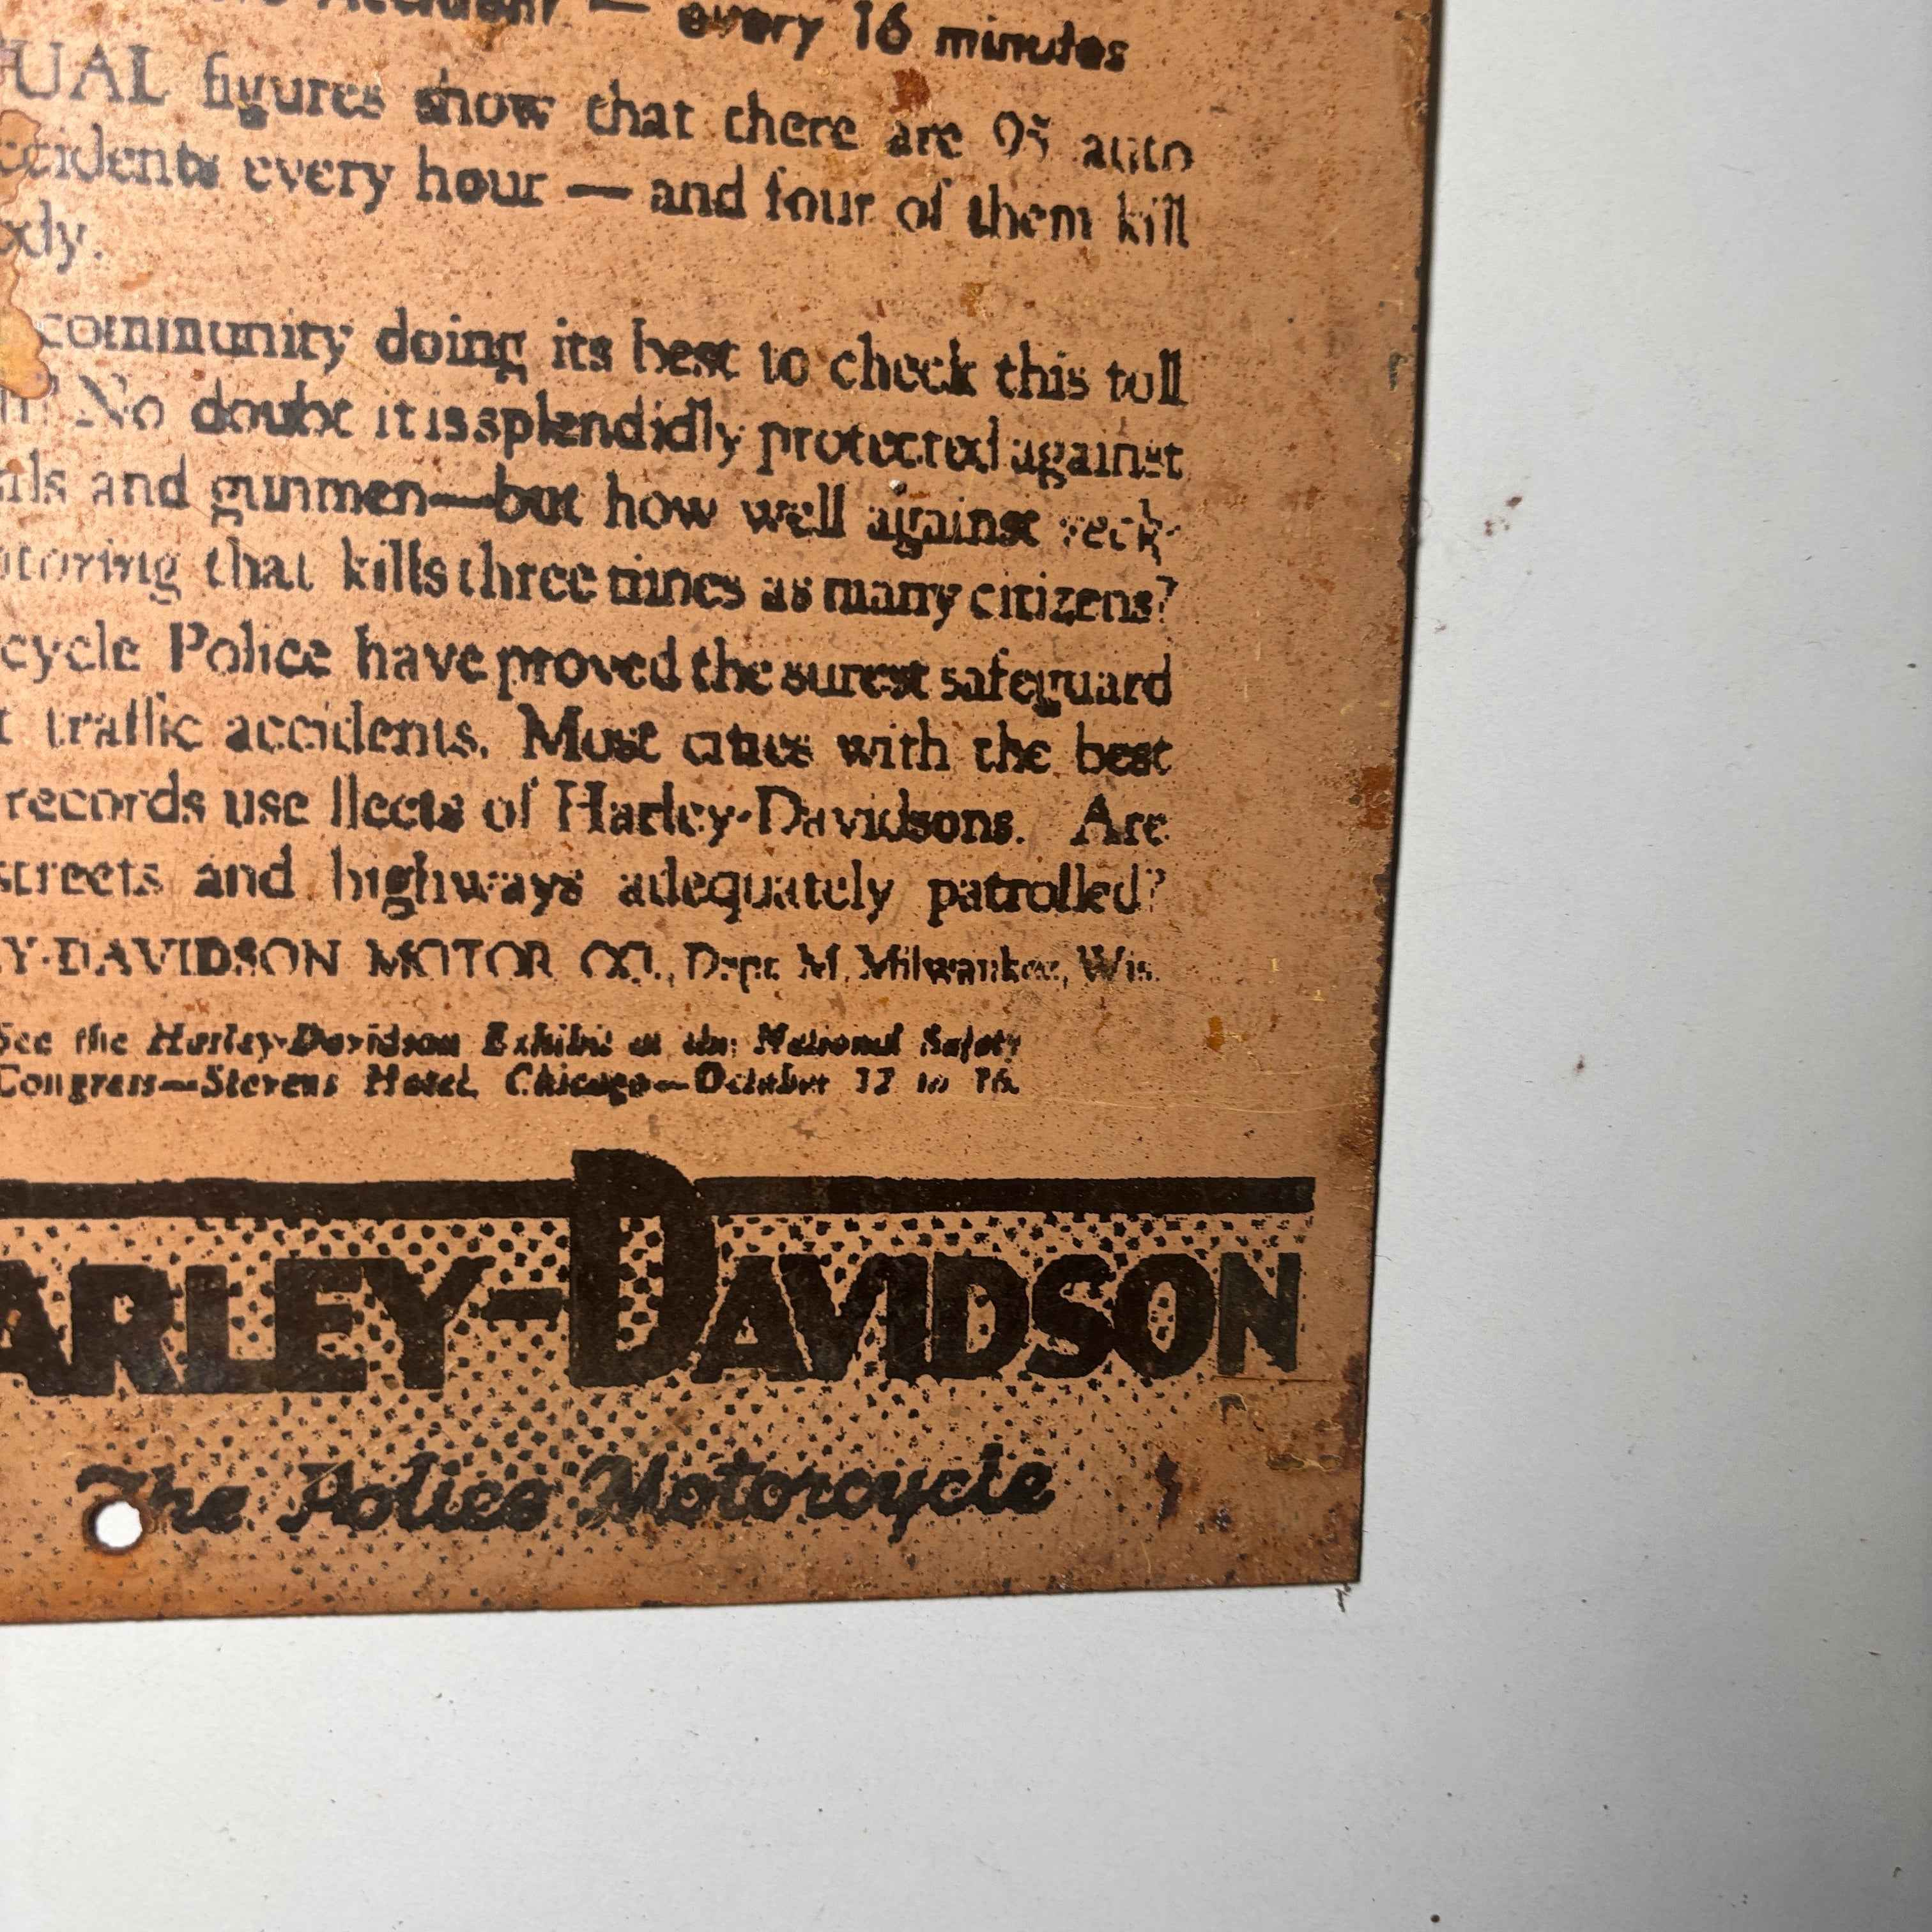 Accident — every 16 minutes
UAL figures show that there are 95 auto
ccidents every hour — and four of them kill
ody.
community doing its best to check this toll
No doubt it is splendidly protected against
als and gunmen—but how well against reck-
otoring that kills three times as many citizens?
cycle Police have proved the surest safeguard
t traffic accidents. Most cities with the best
records use fleets of Harley-Davidsons. Are
streets and highways adequately patrolled?
Y-DAVIDSON MOTOR CO., Dept. M, Milwaukee, Wis.
See the Harley-Davidson Exhibit at the National Safety
Congress—Stevens Hotel, Chicago—October 12 to 16.
ARLEY-DAVIDSON
The Police Motorcycle